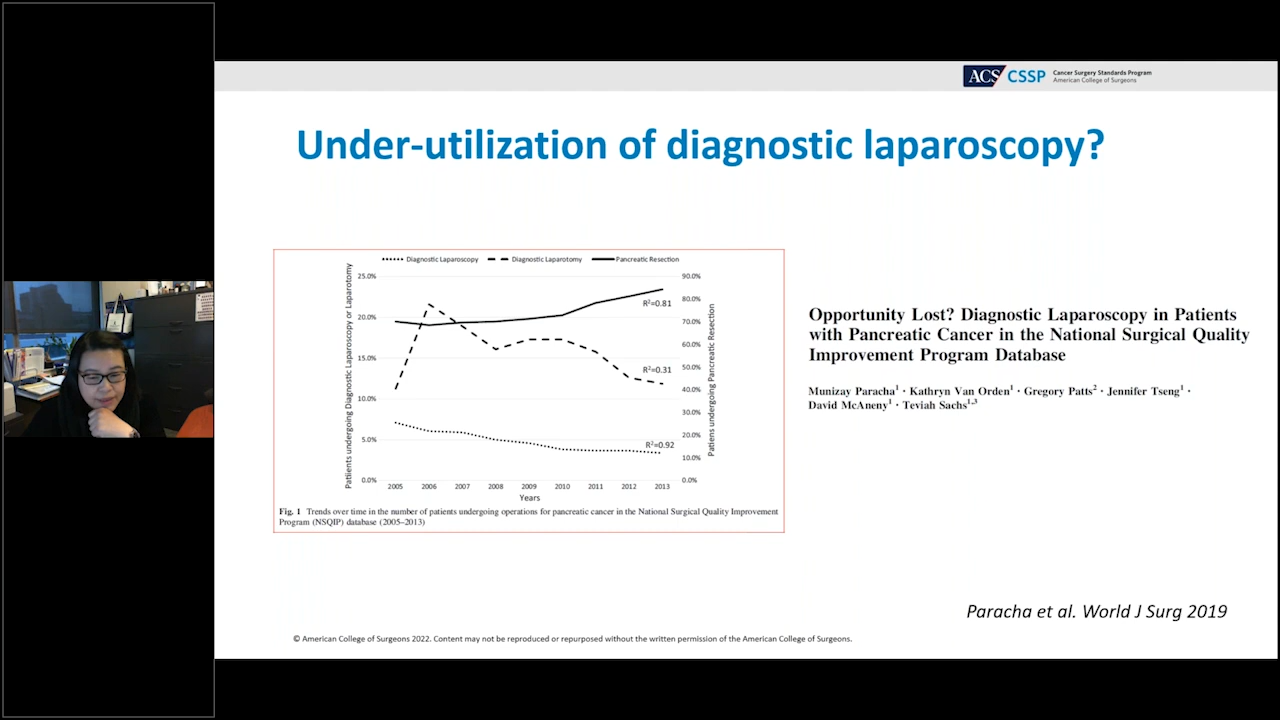 ACS CSSP Cancer Surgery Standards Program
American College of Surgeons
Under-utilization of diagnostic laparoscopy?
Diagnostic Laparoscopy Diagnostic Laparotomy Pancreatic Resection
Patients undergoing Diagnostic Laparoscopy or Laparotomy
25.0%
20.0%
15.0%
10.0%
5.0%
0.0%
90.0%
80.0%
70.0%
60.0%
50.0%
40.0%
30.0%
20.0%
10.0%
0.0%
Patiens undergoing Pancreatic Resection
R²=0.81
R²=0.31
R²=0.92
2005 2006 2007 2008 2009 2010 2011 2012 2013
Years
Fig. 1 Trends over time in the number of patients undergoing operations for pancreatic cancer in the National Surgical Quality Improvement
Program (NSQIP) database (2005–2013)
Opportunity Lost? Diagnostic Laparoscopy in Patients
with Pancreatic Cancer in the National Surgical Quality
Improvement Program Database
Munizay Paracha¹ · Kathryn Van Orden¹ · Gregory Patts² · Jennifer Tseng¹ ·
David McAneny¹ · Teviah Sachs¹,³
Paracha et al. World J Surg 2019
© American College of Surgeons 2022. Content may not be reproduced or repurposed without the written permission of the American College of Surgeons.